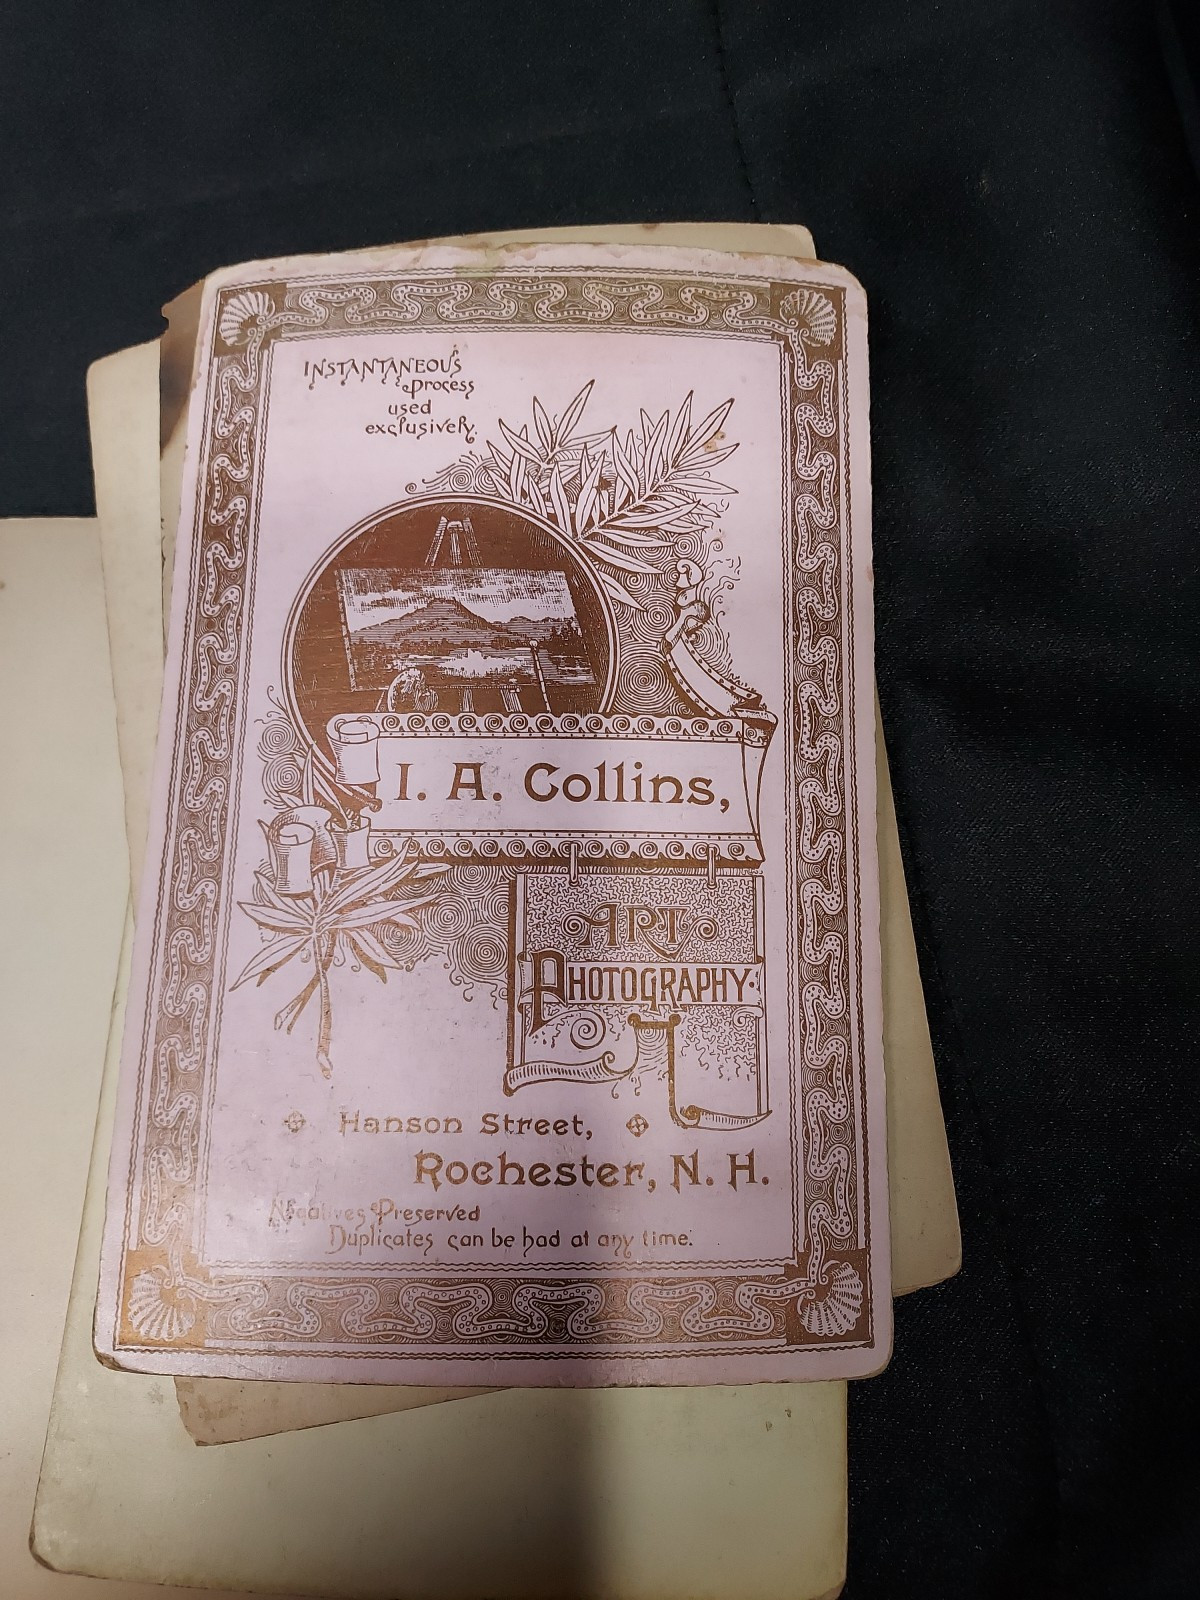 INSTANTANEOUS
process
used
exclusively.
I. A. Collins,
ART
PHOTOGRAPHY.
Hanson Street,
Rochester, N. H.
Negatives Preserved
Duplicates can be had at any time.